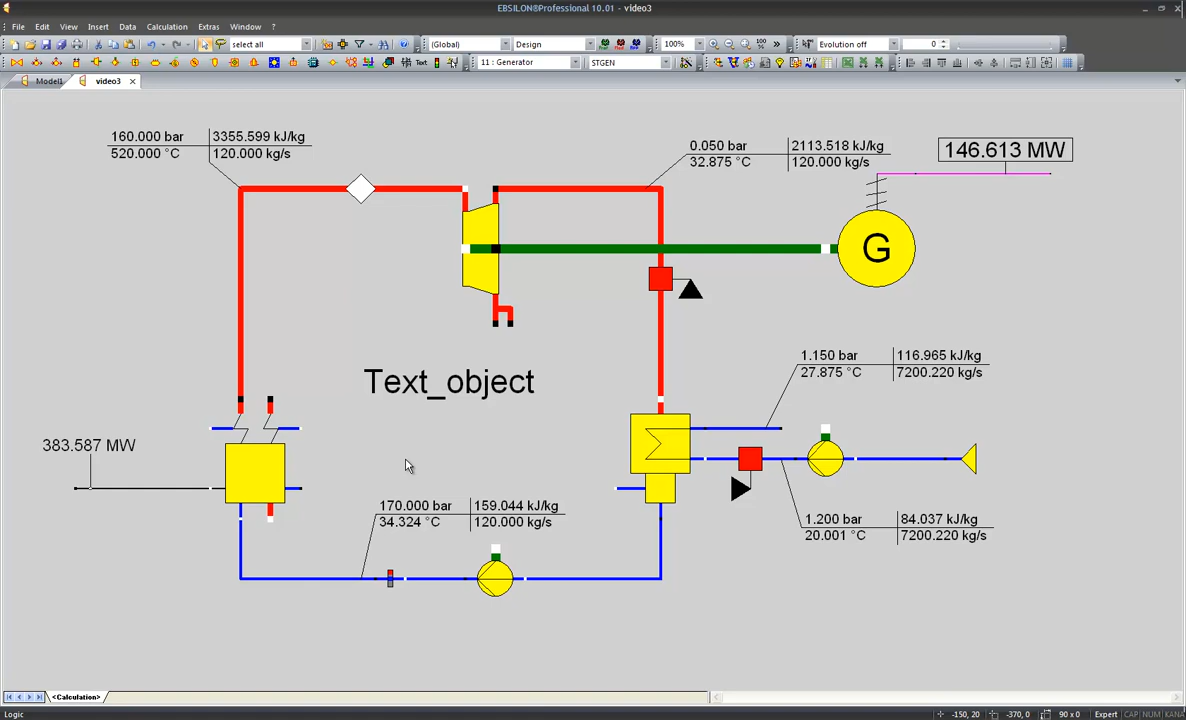 EBSILON®Professional 10.01 - video3
File Edit View Insert Data Calculation Extras Window ?
select all (Global) Design 100% 100% Evolution off 0
Text 11 : Generator STGEN
Model1 video3
160.000 bar 3355.599 kJ/kg
520.000 °C 120.000 kg/s
0.050 bar 2113.518 kJ/kg
32.875 °C 120.000 kg/s
146.613 MW
G
1.150 bar 116.965 kJ/kg
27.875 °C 7200.220 kg/s
Text_object
383.587 MW
170.000 bar 159.044 kJ/kg
34.324 °C 120.000 kg/s
1.200 bar 84.037 kJ/kg
20.001 °C 7200.220 kg/s
<Calculation>
Logic -150, 20 -370, 0 90 x 0 Expert CAP NUM KANA